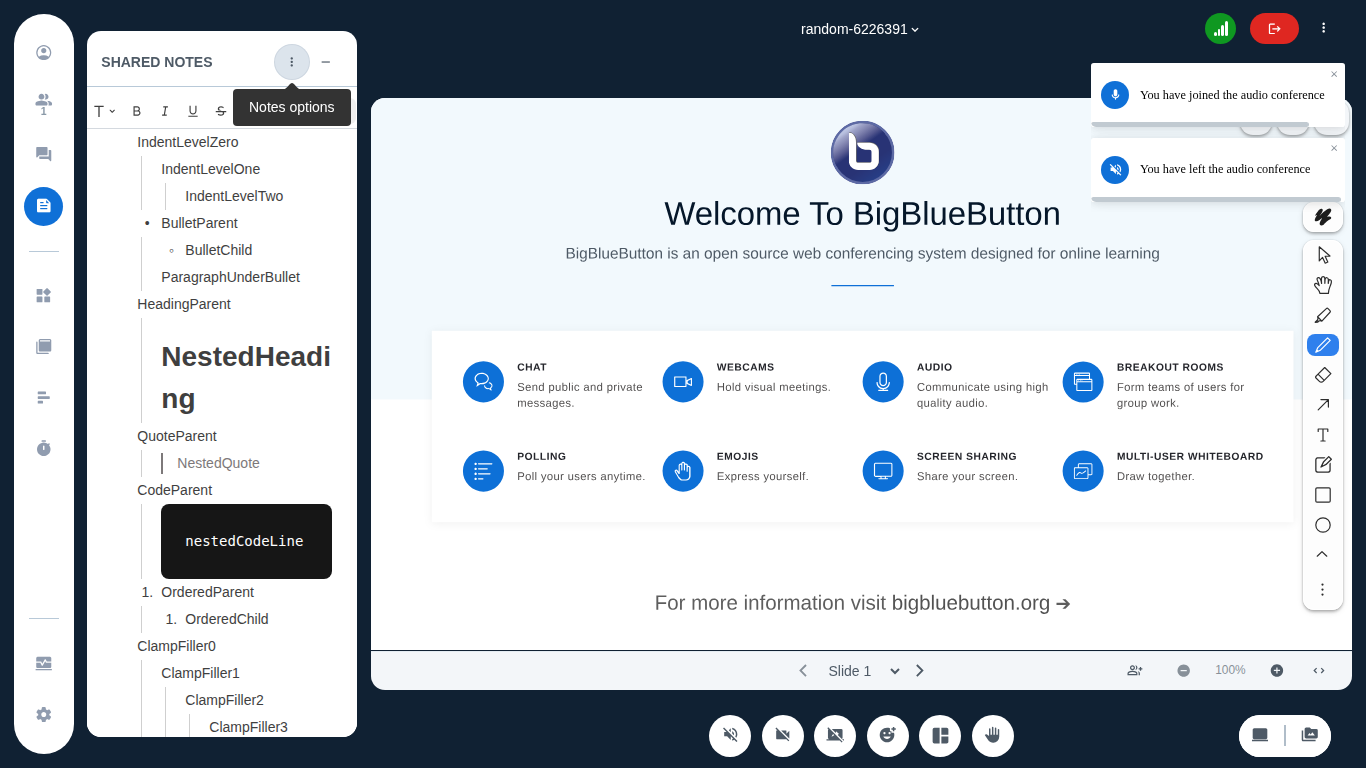 random-6226391
1
SHARED NOTES
Notes options
You have joined the audio conference
You have left the audio conference
IndentLevelZero
IndentLevelOne
IndentLevelTwo
• BulletParent
◦ BulletChild
ParagraphUnderBullet
HeadingParent
NestedHeadi
ng
QuoteParent
NestedQuote
CodeParent
nestedCodeLine
1. OrderedParent
1. OrderedChild
ClampFiller0
ClampFiller1
ClampFiller2
ClampFiller3
Welcome To BigBlueButton
BigBlueButton is an open source web conferencing system designed for online learning
CHAT
Send public and private
messages.
WEBCAMS
Hold visual meetings.
AUDIO
Communicate using high
quality audio.
BREAKOUT ROOMS
Form teams of users for
group work.
POLLING
Poll your users anytime.
EMOJIS
Express yourself.
SCREEN SHARING
Share your screen.
MULTI-USER WHITEBOARD
Draw together.
For more information visit bigbluebutton.org ➔
Slide 1
100%